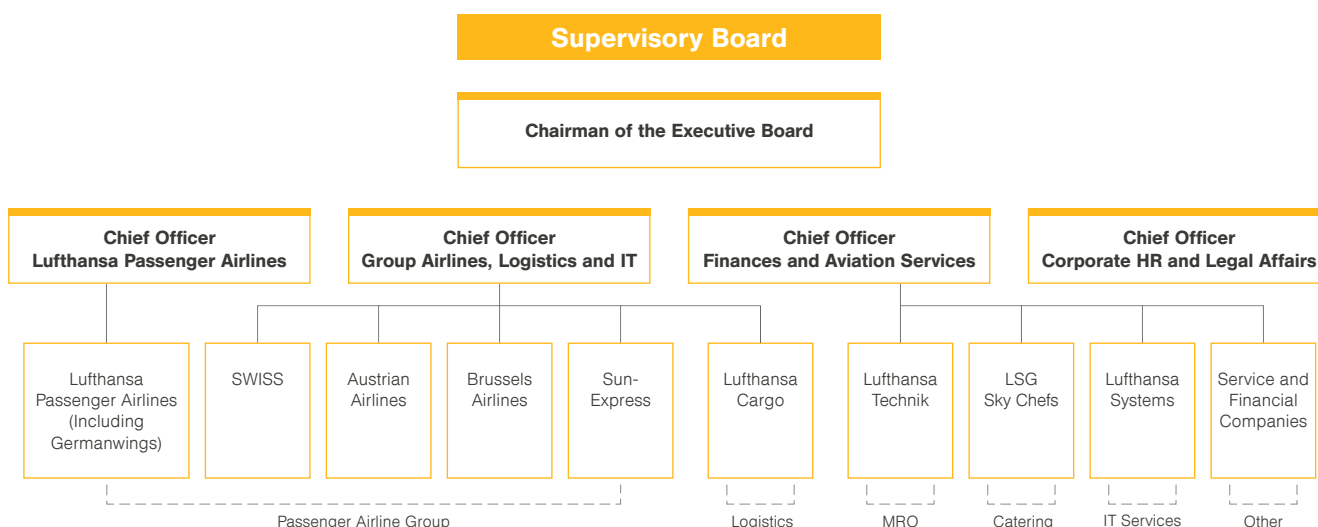 Supervisory Board
Chairman of the Executive Board
Chief Officer
Lufthansa Passenger Airlines
Chief Officer
Group Airlines, Logistics and IT
Chief Officer
Finances and Aviation Services
Chief Officer
Corporate HR and Legal Affairs
Lufthansa
Passenger Airlines
(Including
Germanwings)
SWISS
Austrian
Airlines
Brussels
Airlines
Sun-
Express
Lufthansa
Cargo
Lufthansa
Technik
LSG
Sky Chefs
Lufthansa
Systems
Service and
Financial
Companies
Passenger Airline Group
Logistics
MRO
Catering
IT Services
Other